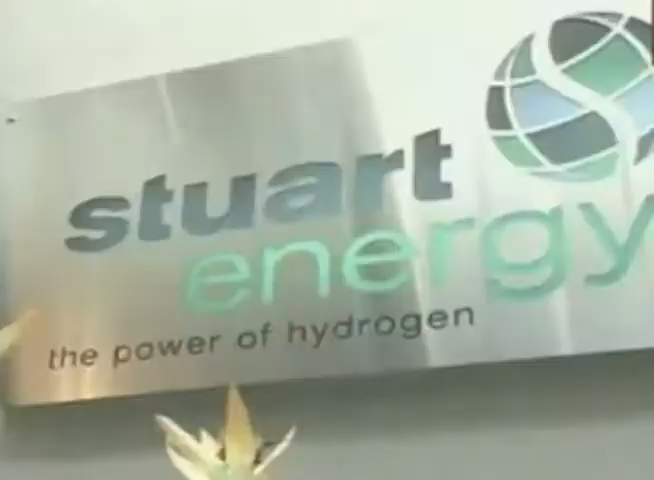 stuart
energy
the power of hydrogen